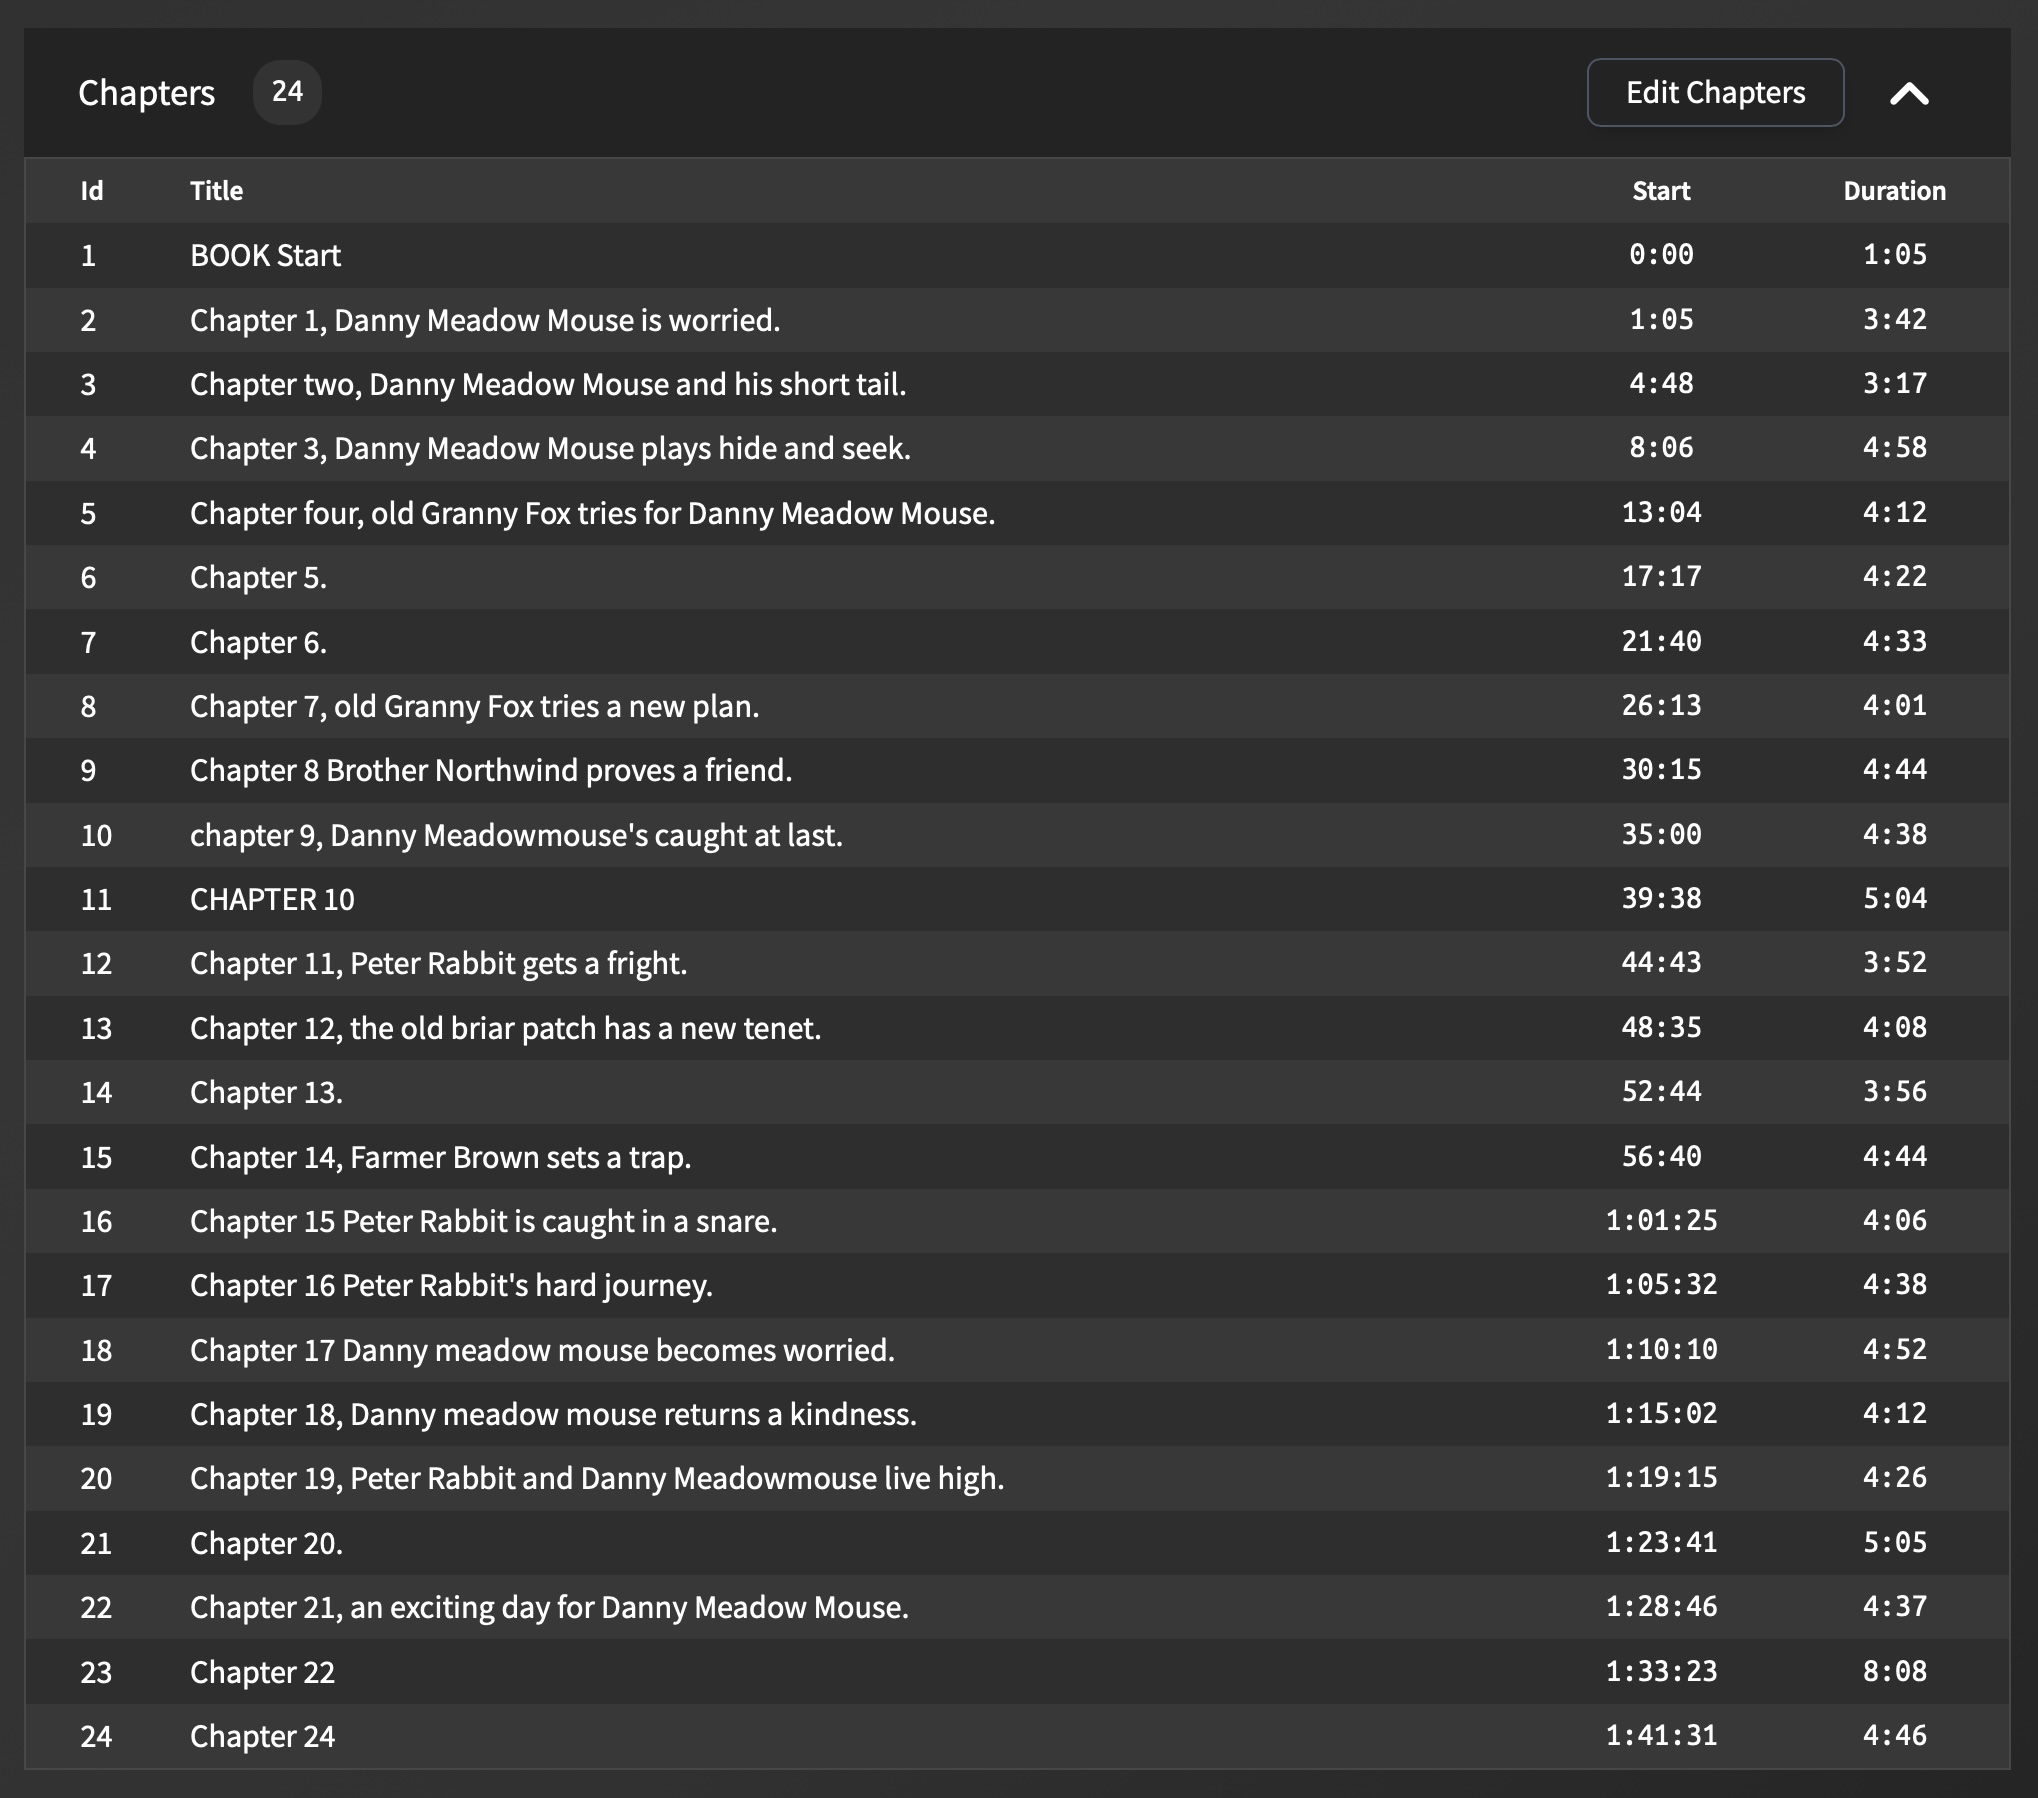 Chapters 24 Edit Chapters
Id Title Start Duration
1 BOOK Start 0:00 1:05
2 Chapter 1, Danny Meadow Mouse is worried. 1:05 3:42
3 Chapter two, Danny Meadow Mouse and his short tail. 4:48 3:17
4 Chapter 3, Danny Meadow Mouse plays hide and seek. 8:06 4:58
5 Chapter four, old Granny Fox tries for Danny Meadow Mouse. 13:04 4:12
6 Chapter 5. 17:17 4:22
7 Chapter 6. 21:40 4:33
8 Chapter 7, old Granny Fox tries a new plan. 26:13 4:01
9 Chapter 8 Brother Northwind proves a friend. 30:15 4:44
10 chapter 9, Danny Meadowmouse's caught at last. 35:00 4:38
11 CHAPTER 10 39:38 5:04
12 Chapter 11, Peter Rabbit gets a fright. 44:43 3:52
13 Chapter 12, the old briar patch has a new tenet. 48:35 4:08
14 Chapter 13. 52:44 3:56
15 Chapter 14, Farmer Brown sets a trap. 56:40 4:44
16 Chapter 15 Peter Rabbit is caught in a snare. 1:01:25 4:06
17 Chapter 16 Peter Rabbit's hard journey. 1:05:32 4:38
18 Chapter 17 Danny meadow mouse becomes worried. 1:10:10 4:52
19 Chapter 18, Danny meadow mouse returns a kindness. 1:15:02 4:12
20 Chapter 19, Peter Rabbit and Danny Meadowmouse live high. 1:19:15 4:26
21 Chapter 20. 1:23:41 5:05
22 Chapter 21, an exciting day for Danny Meadow Mouse. 1:28:46 4:37
23 Chapter 22 1:33:23 8:08
24 Chapter 24 1:41:31 4:46